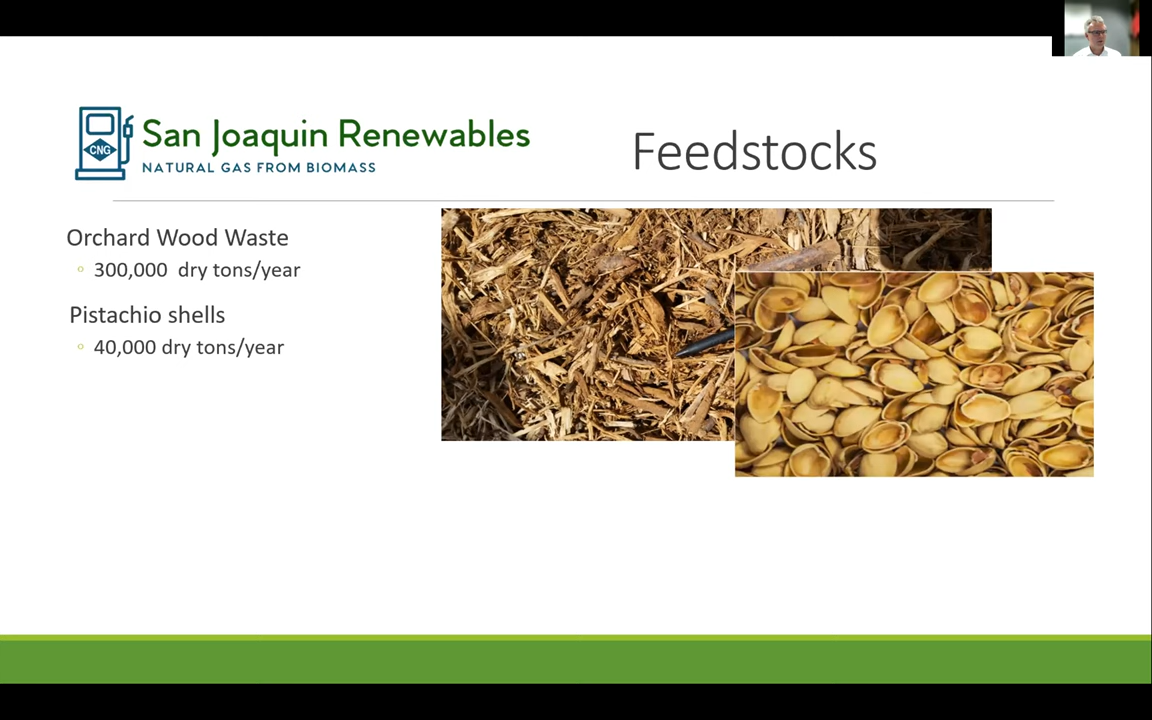 CNG
San Joaquin Renewables
NATURAL GAS FROM BIOMASS
Feedstocks
Orchard Wood Waste
300,000 dry tons/year
Pistachio shells
40,000 dry tons/year